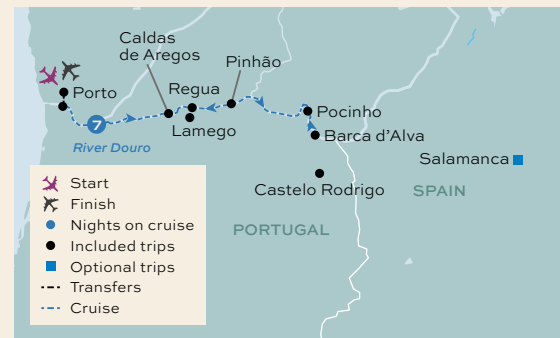 Caldas
de Aregos
Pinhão
Regua
Porto
Lamego
Pocinho
7
River Douro
Barca d'Alva
Salamanca
Castelo Rodrigo
SPAIN
PORTUGAL
Start
Finish
Nights on cruise
Included trips
Optional trips
Transfers
Cruise